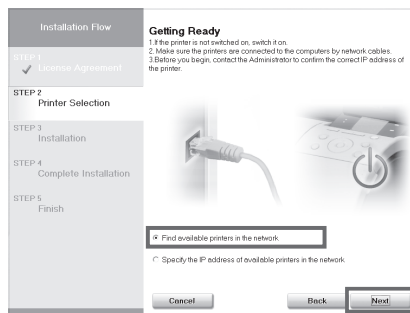 Installation Flow
STEP 1
License Agreement
STEP 2
Printer Selection
STEP 3
Installation
STEP 4
Complete Installation
STEP 5
Finish
Getting Ready
1.If the printer is not switched on, switch it on.
2. Make sure the printers are connected to the computers by network cables.
3.Before you begin, contact the Administrator to confirm the correct IP address of
the printer.
Find available printers in the network
Specify the IP address of available printers in the network
Cancel
Back
Next